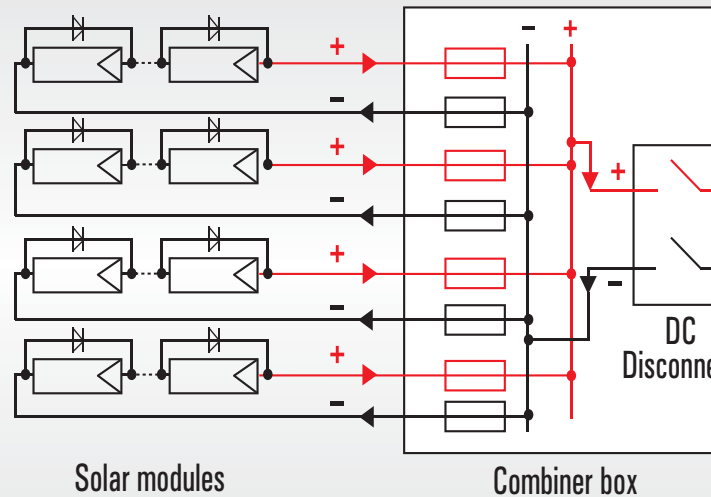 - +
+
-
+
-
+
-
+
-
+
-
DC
Disconne
Solar modules
Combiner box